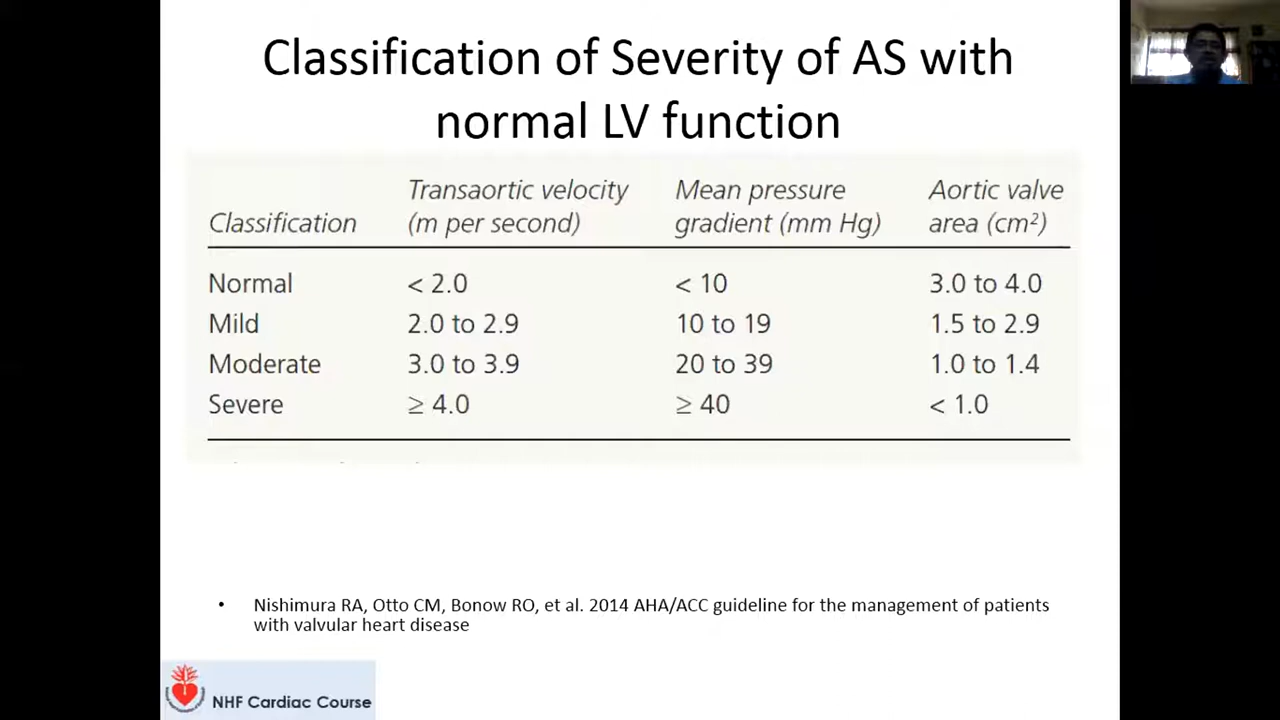 Classification of Severity of AS with
normal LV function
Classification Transaortic velocity (m per second) Mean pressure gradient (mm Hg) Aortic valve area (cm²)
Normal < 2.0 < 10 3.0 to 4.0
Mild 2.0 to 2.9 10 to 19 1.5 to 2.9
Moderate 3.0 to 3.9 20 to 39 1.0 to 1.4
Severe ≥ 4.0 ≥ 40 < 1.0
• Nishimura RA, Otto CM, Bonow RO, et al. 2014 AHA/ACC guideline for the management of patients
with valvular heart disease
NHF Cardiac Course